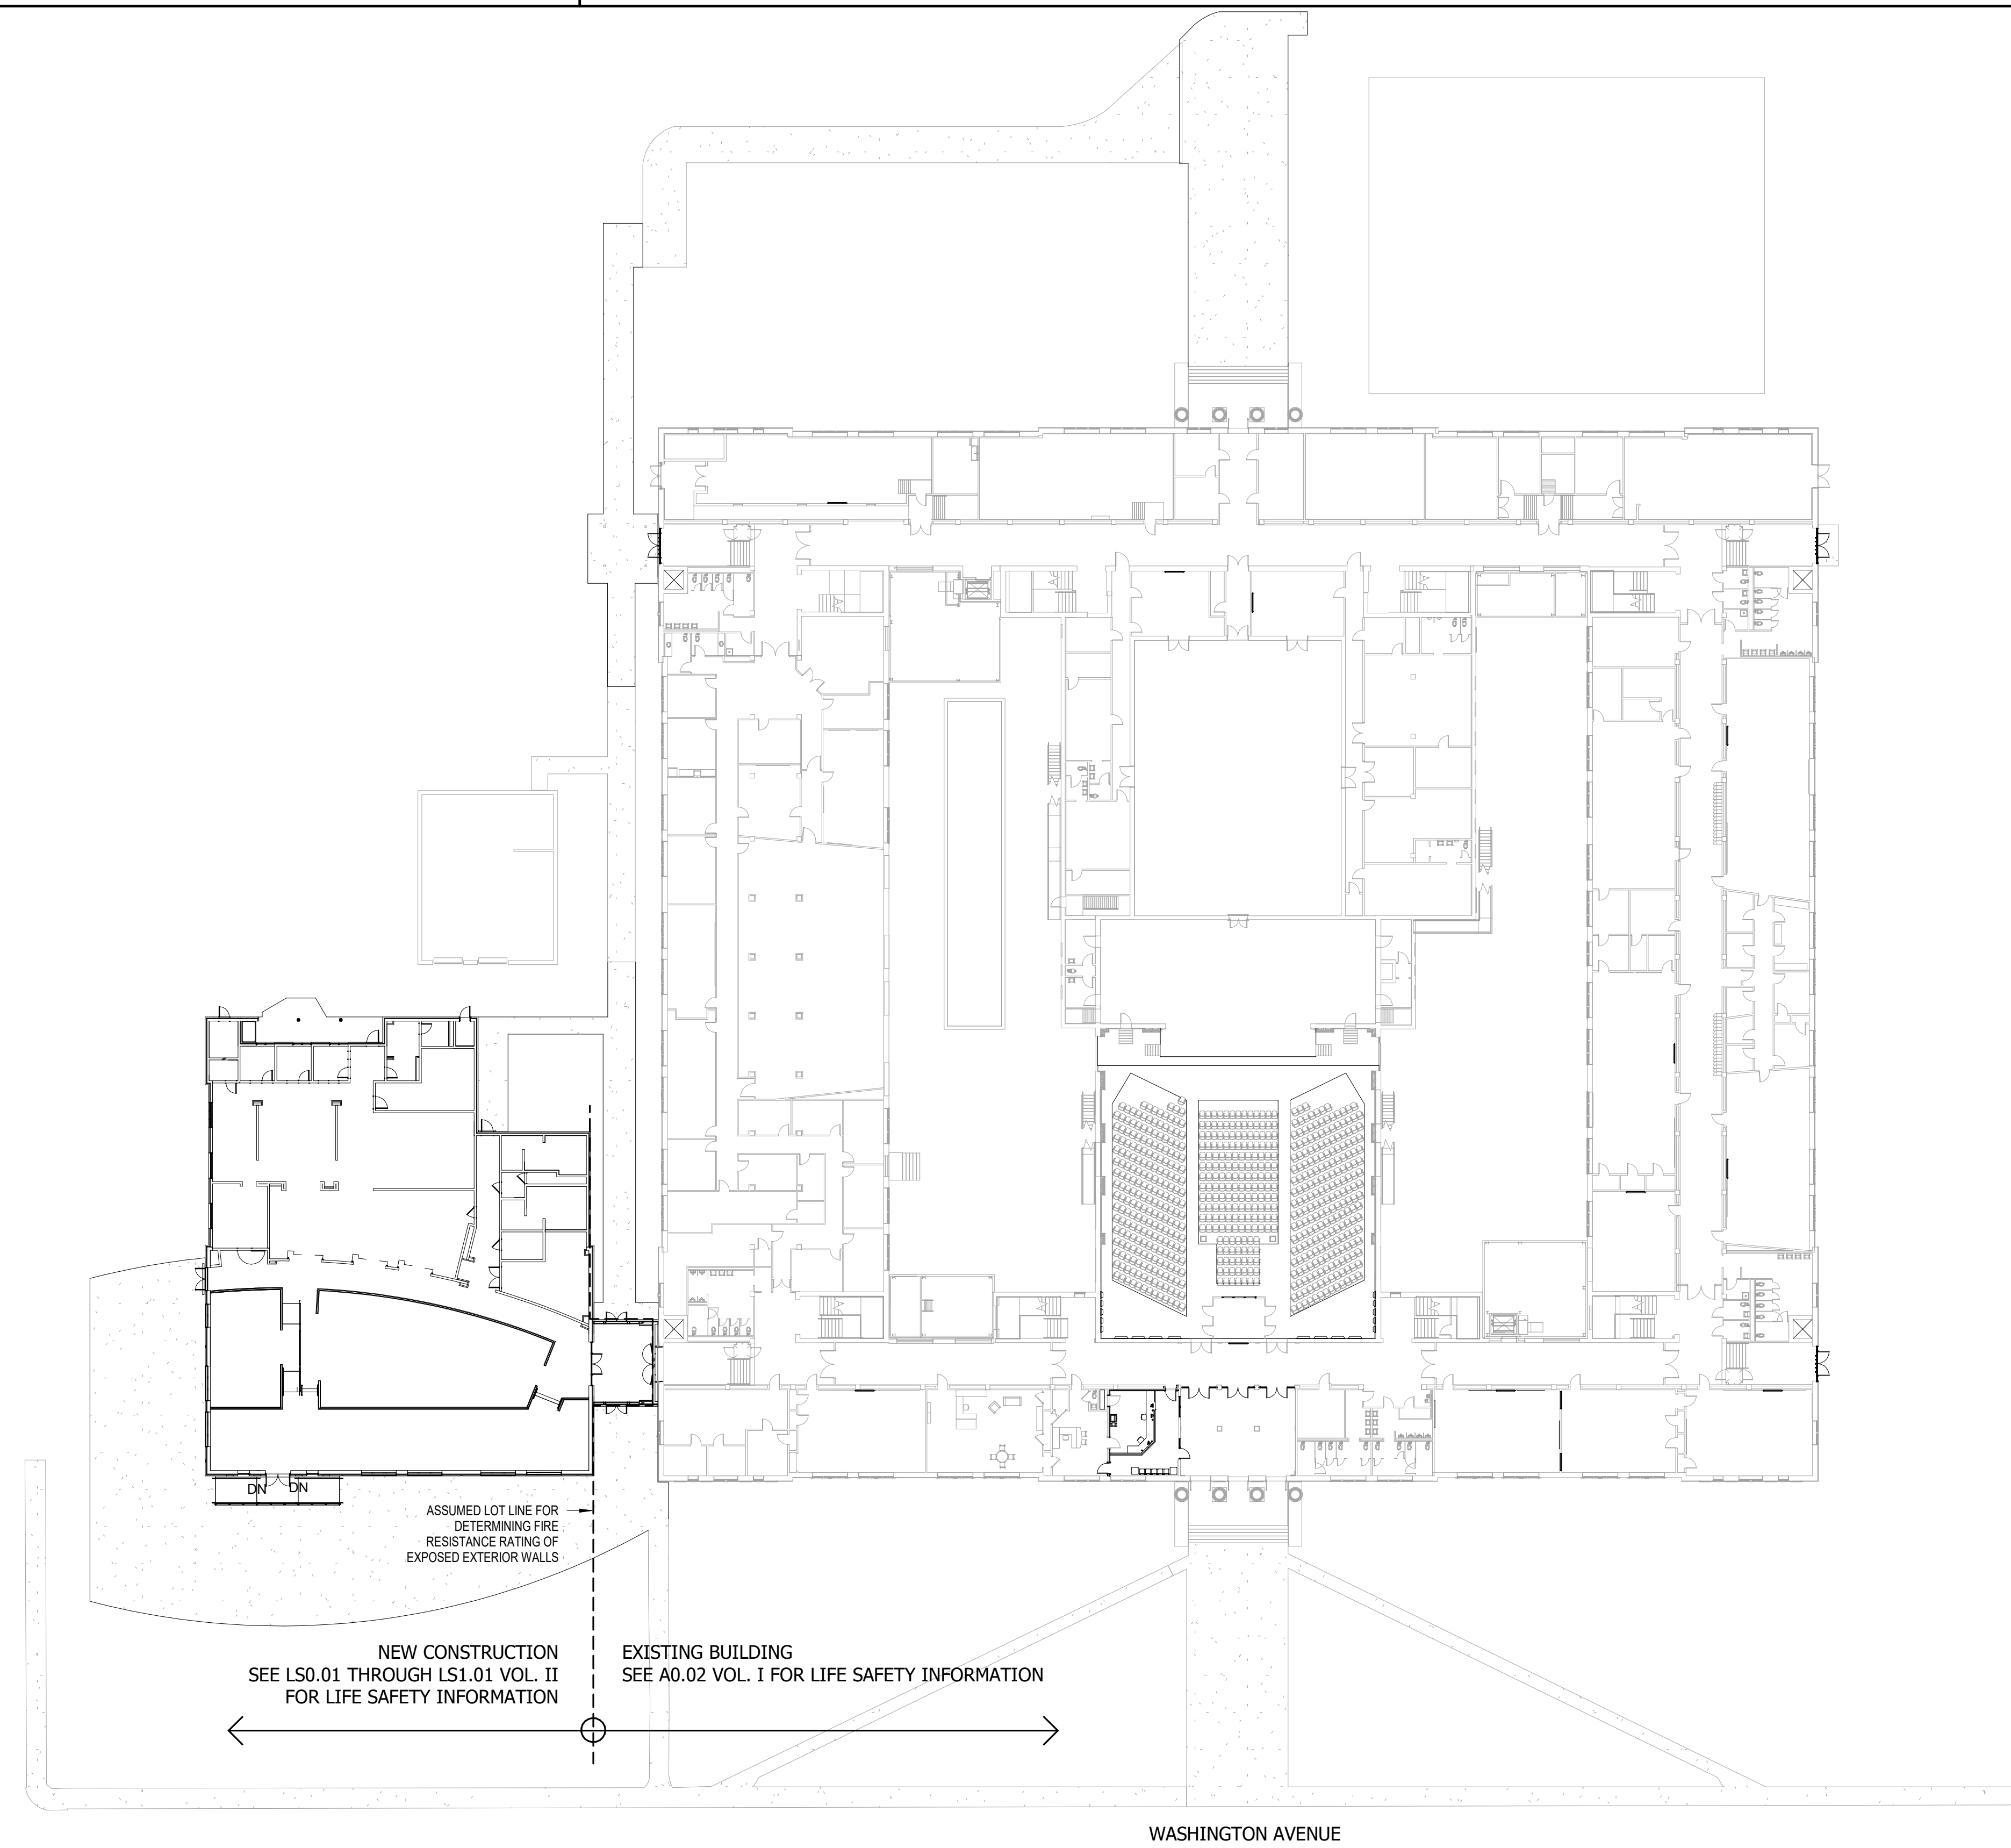 DN DN
ASSUMED LOT LINE FOR
DETERMINING FIRE
RESISTANCE RATING OF
EXPOSED EXTERIOR WALLS
NEW CONSTRUCTION
SEE LS0.01 THROUGH LS1.01 VOL. II
FOR LIFE SAFETY INFORMATION
EXISTING BUILDING
SEE A0.02 VOL. I FOR LIFE SAFETY INFORMATION
WASHINGTON AVENUE